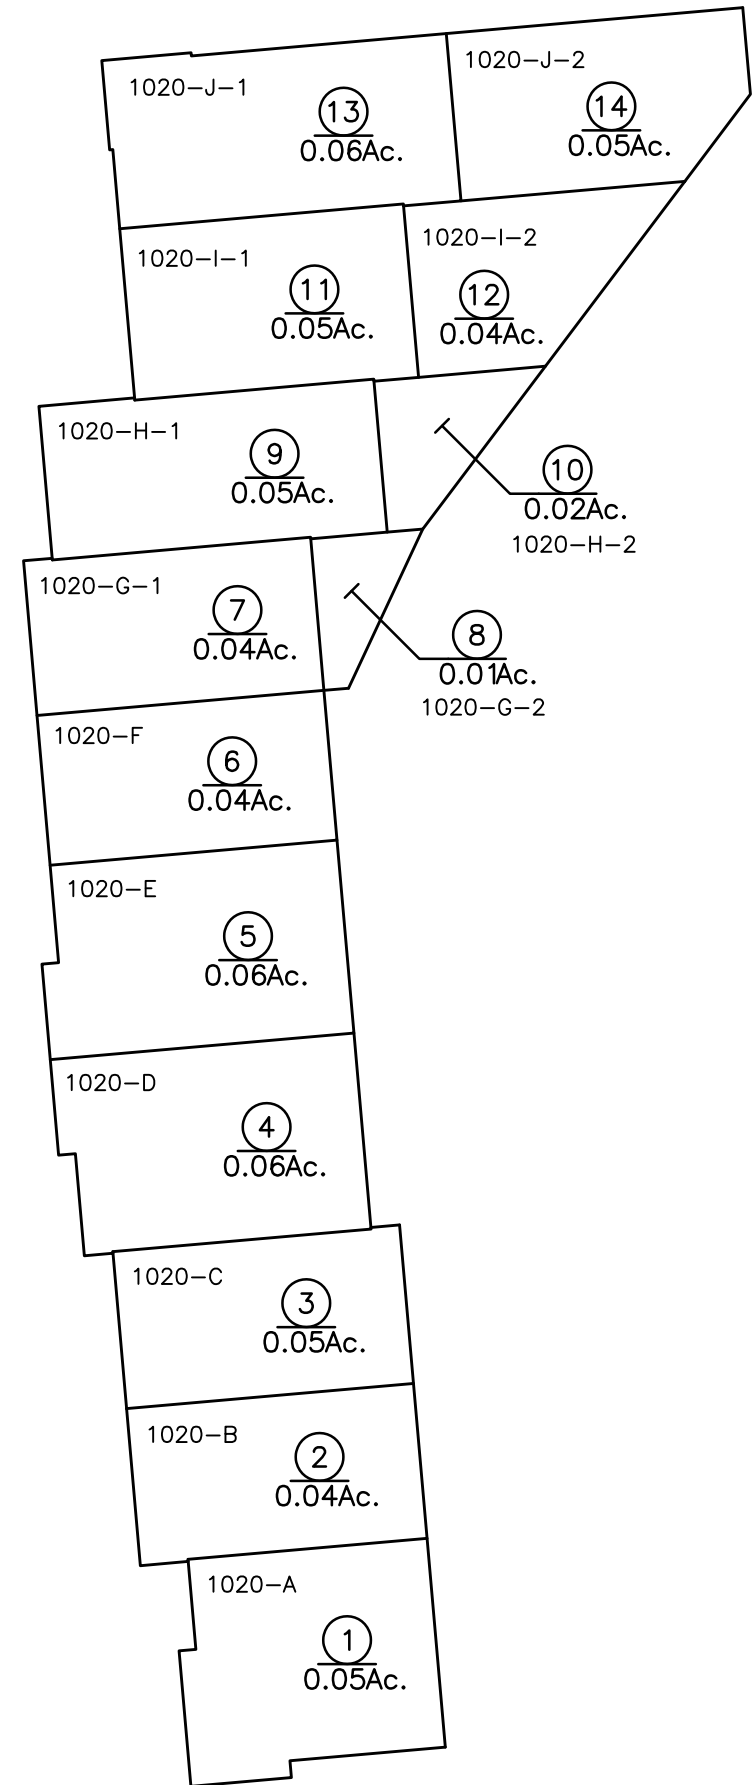 1020-J-1
13
0.06Ac.
1020-J-2
14
0.05Ac.
1020-I-1
11
0.05Ac.
1020-I-2
12
0.04Ac.
1020-H-1
9
0.05Ac.
10
0.02Ac.
1020-H-2
1020-G-1
7
0.04Ac.
8
0.01Ac.
1020-G-2
1020-F
6
0.04Ac.
1020-E
5
0.06Ac.
1020-D
4
0.06Ac.
1020-C
3
0.05Ac.
1020-B
2
0.04Ac.
1020-A
1
0.05Ac.